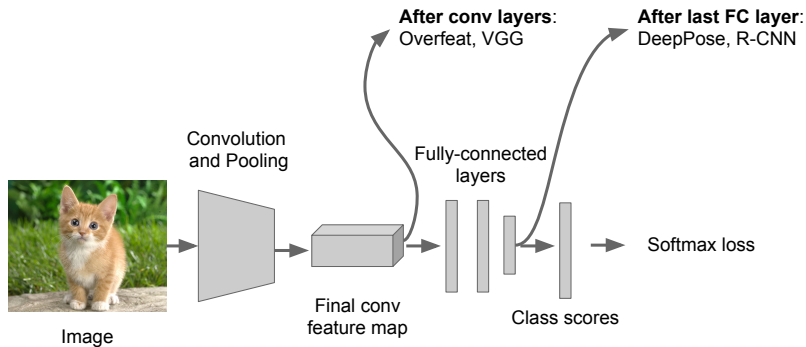 After conv layers:
Overfeat, VGG
After last FC layer:
DeepPose, R-CNN
Convolution
and Pooling
Fully-connected
layers
Softmax loss
Final conv
feature map
Class scores
Image